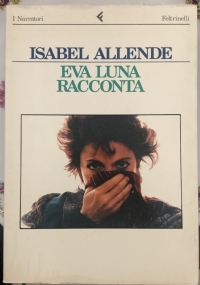 I Narratori
Feltrinelli
ISABEL ALLENDE
EVA LUNA
RACCONTA